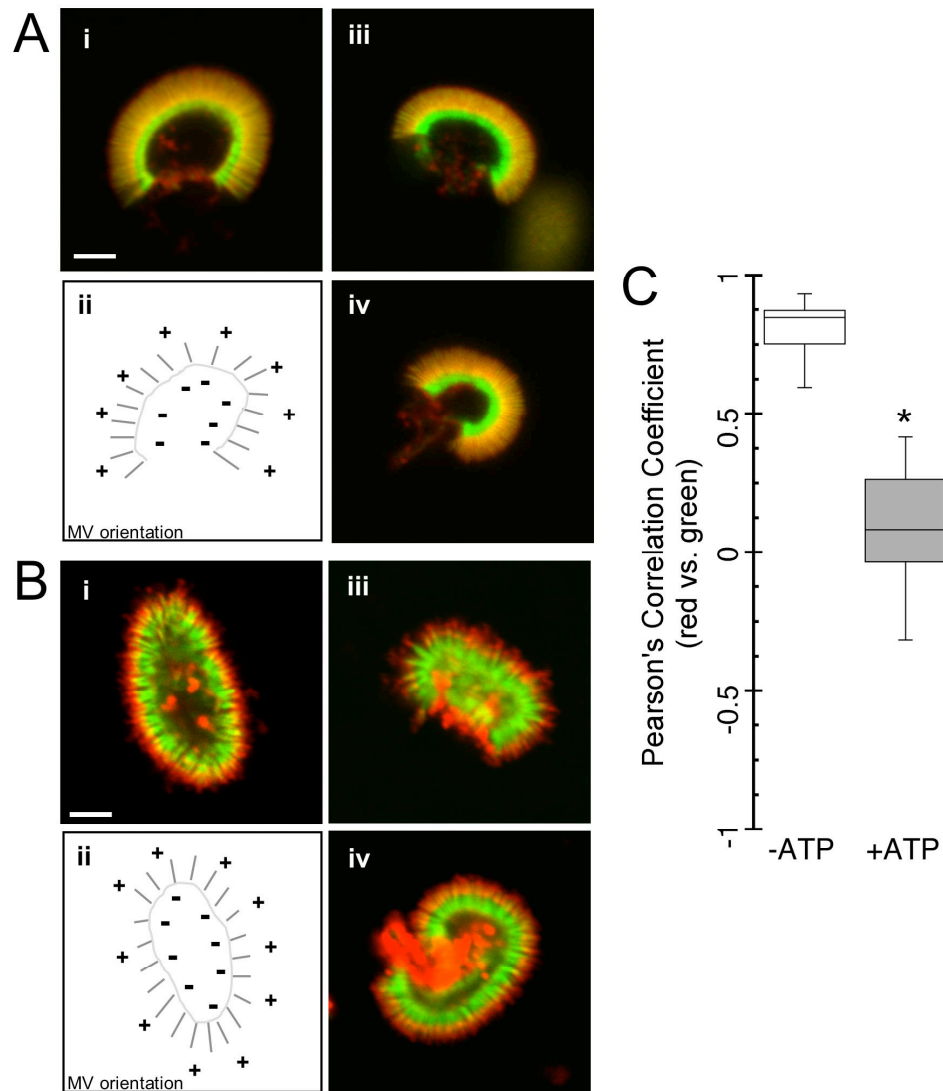 A
i
iii
ii
+ + + + + + + +
- - - - - - - -
MV orientation
iv
B
i
iii
ii
+ + + + + + + + + + +
- - - - - - - - -
MV orientation
iv
C
Pearson's Correlation Coefficient
(red vs. green)
1
0.5
0
-0.5
-1
*
-ATP
+ATP